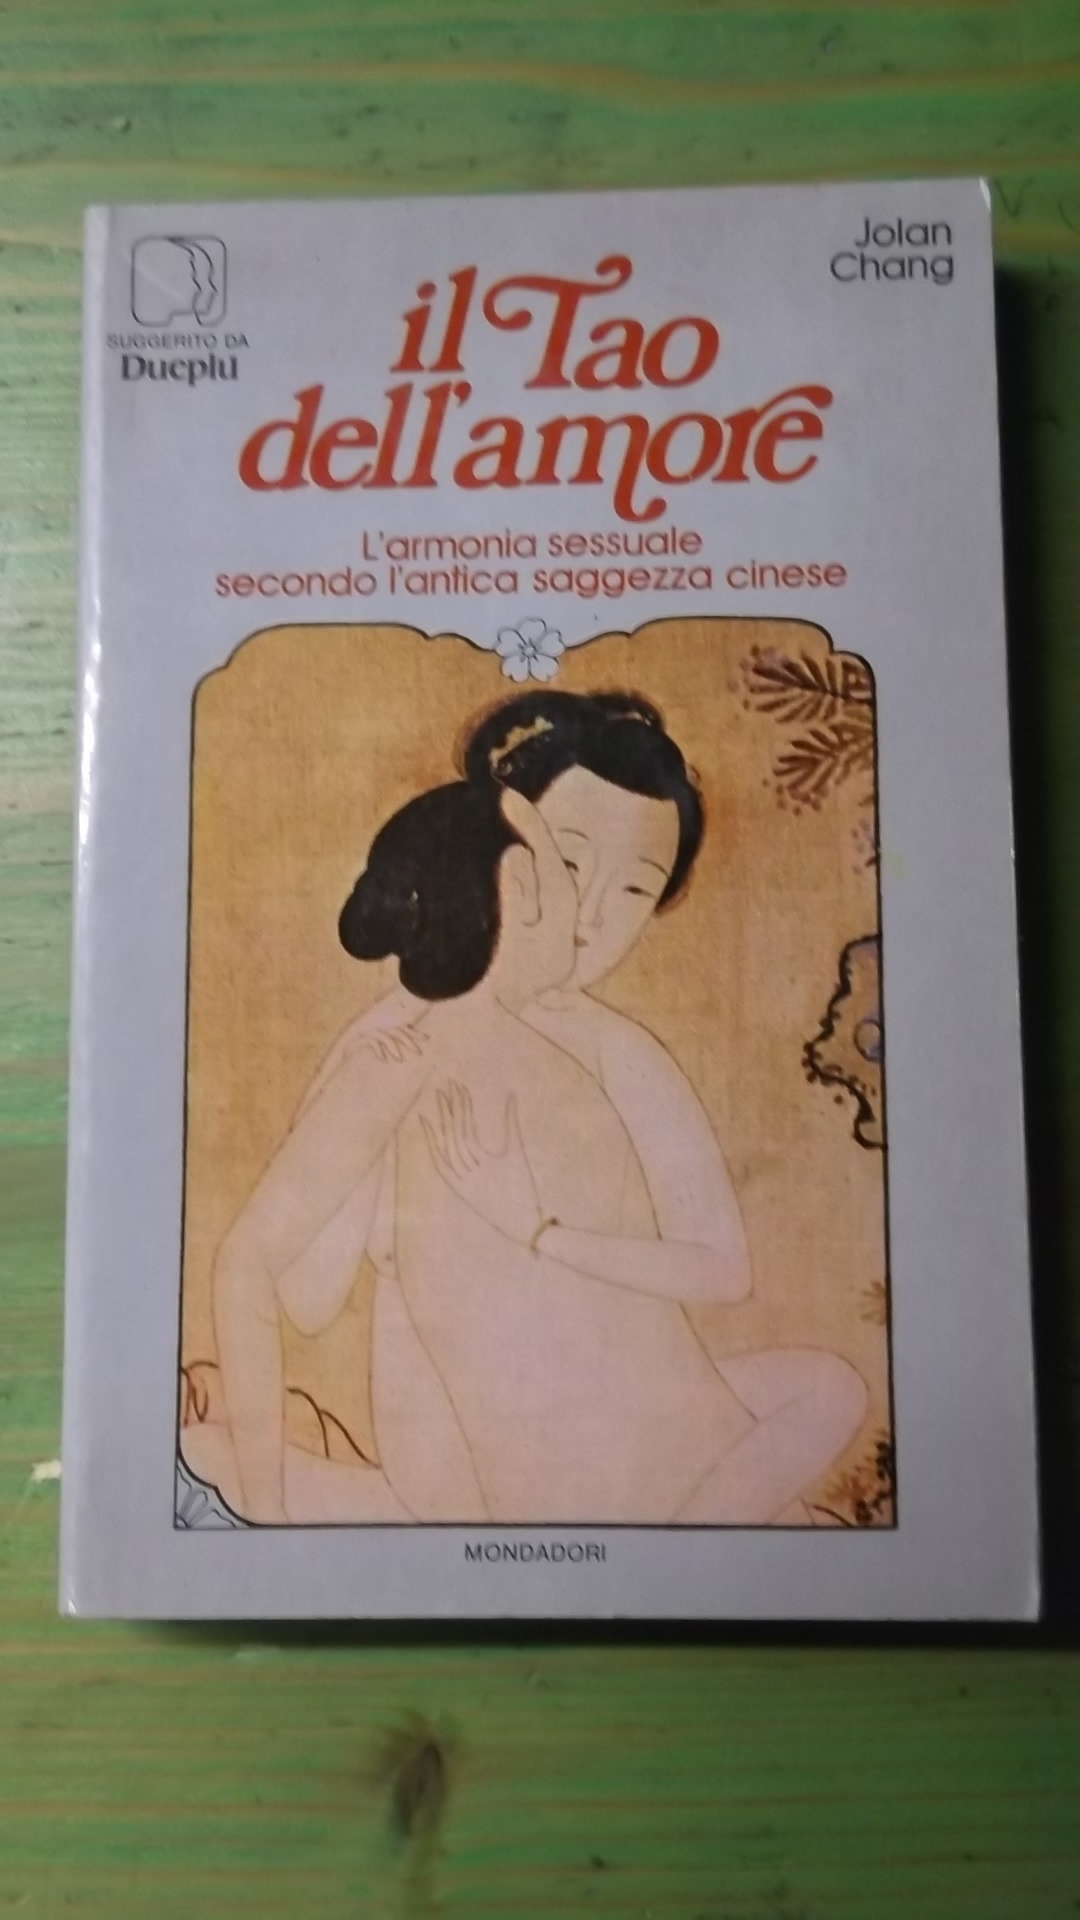 Jolan
Chang
SUGGERITO DA
Dueplù
il Tao
dell'amore
L'armonia sessuale
secondo l'antica saggezza cinese
MONDADORI